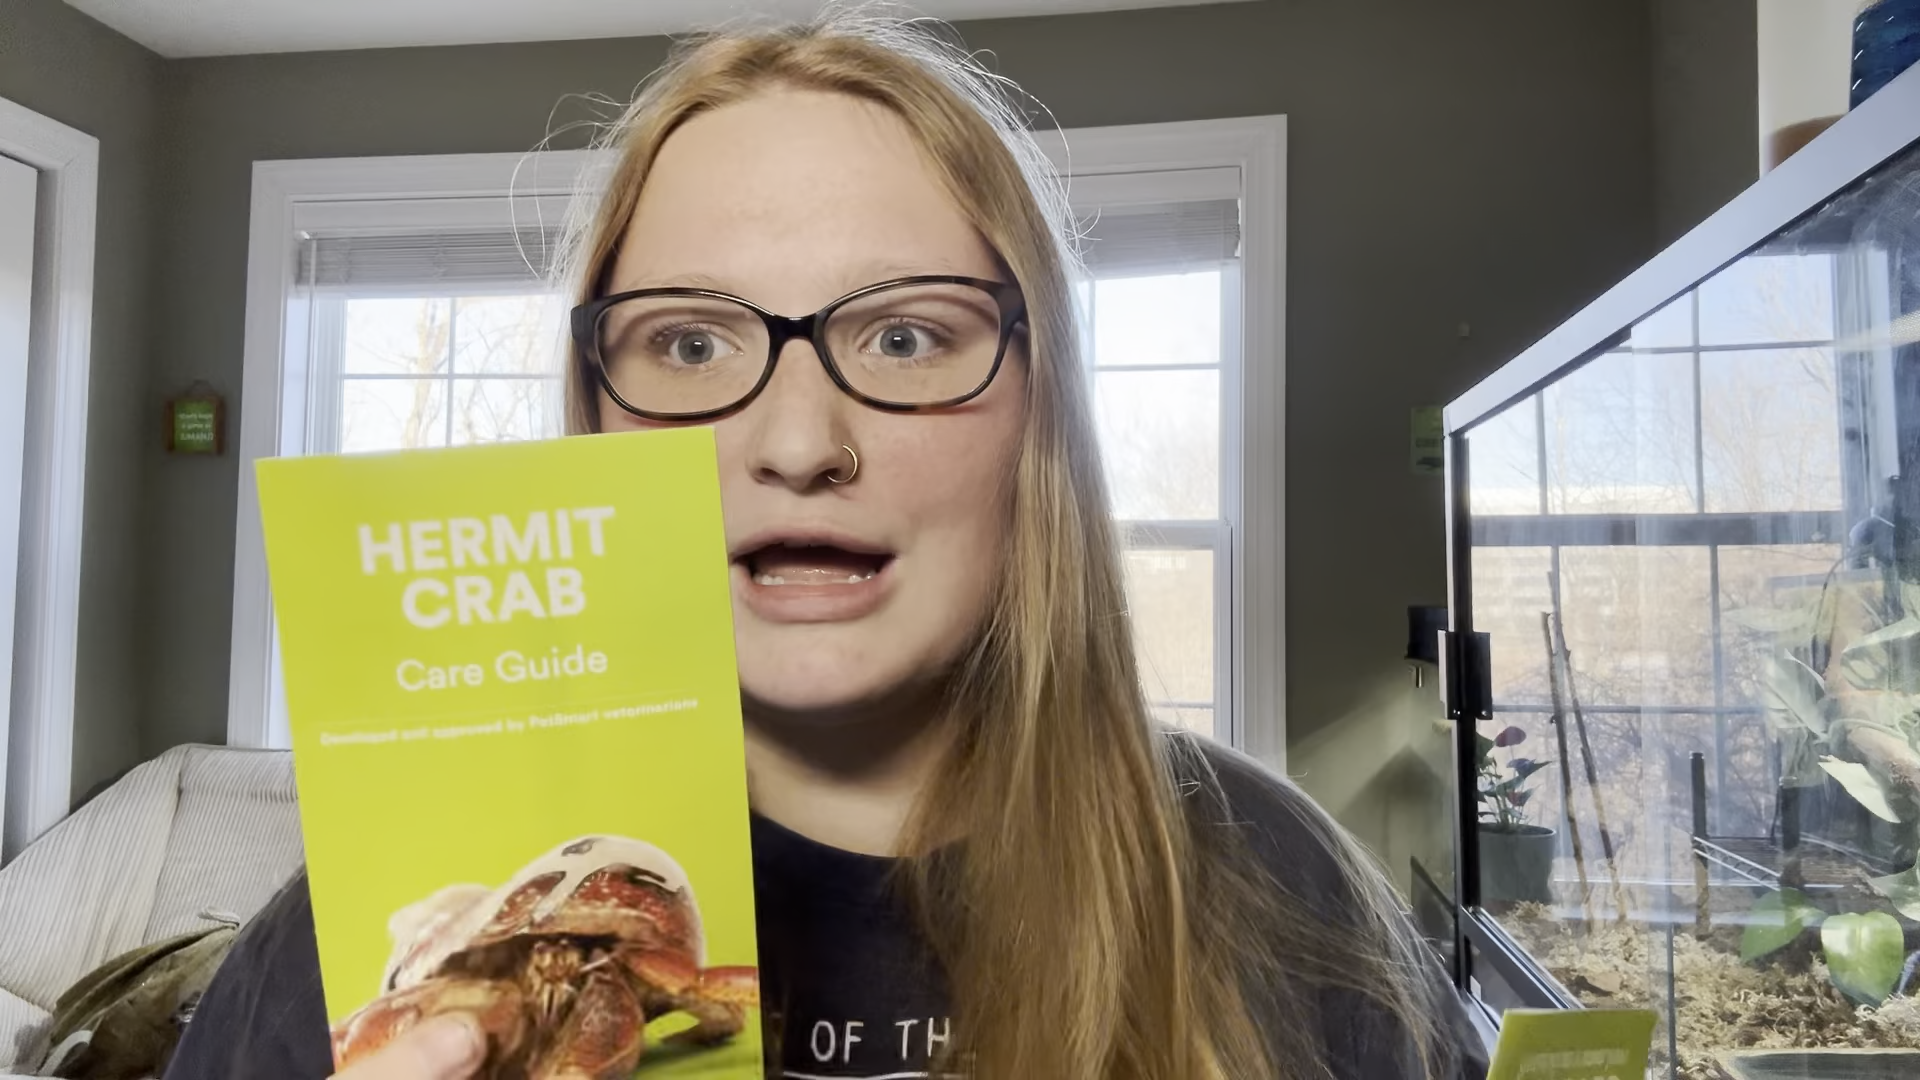 HERMIT
CRAB
Care Guide
Developed and approved by PetSmart veterinarians
OF TH